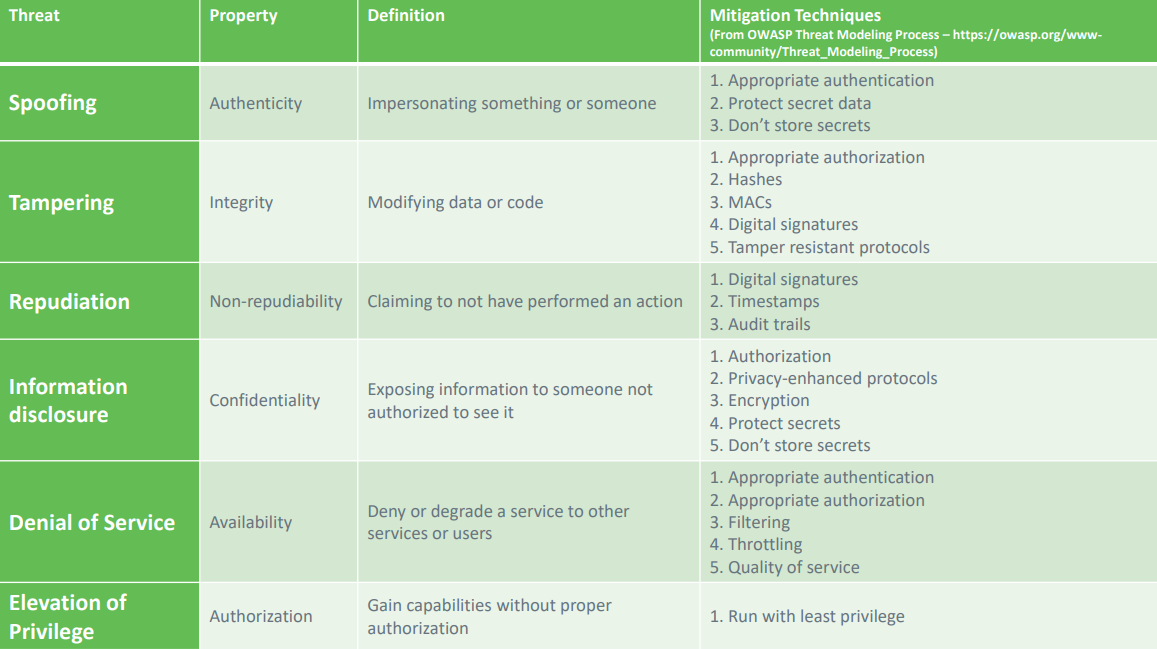 Threat
Property
Definition
Mitigation Techniques
(From OWASP Threat Modeling Process – https://owasp.org/www-
community/Threat_Modeling_Process)
Spoofing
Authenticity
Impersonating something or someone
1. Appropriate authentication
2. Protect secret data
3. Don’t store secrets
Tampering
Integrity
Modifying data or code
1. Appropriate authorization
2. Hashes
3. MACs
4. Digital signatures
5. Tamper resistant protocols
Repudiation
Non-repudiability
Claiming to not have performed an action
1. Digital signatures
2. Timestamps
3. Audit trails
Information
disclosure
Confidentiality
Exposing information to someone not
authorized to see it
1. Authorization
2. Privacy-enhanced protocols
3. Encryption
4. Protect secrets
5. Don’t store secrets
Denial of Service
Availability
Deny or degrade a service to other
services or users
1. Appropriate authentication
2. Appropriate authorization
3. Filtering
4. Throttling
5. Quality of service
Elevation of
Privilege
Authorization
Gain capabilities without proper
authorization
1. Run with least privilege